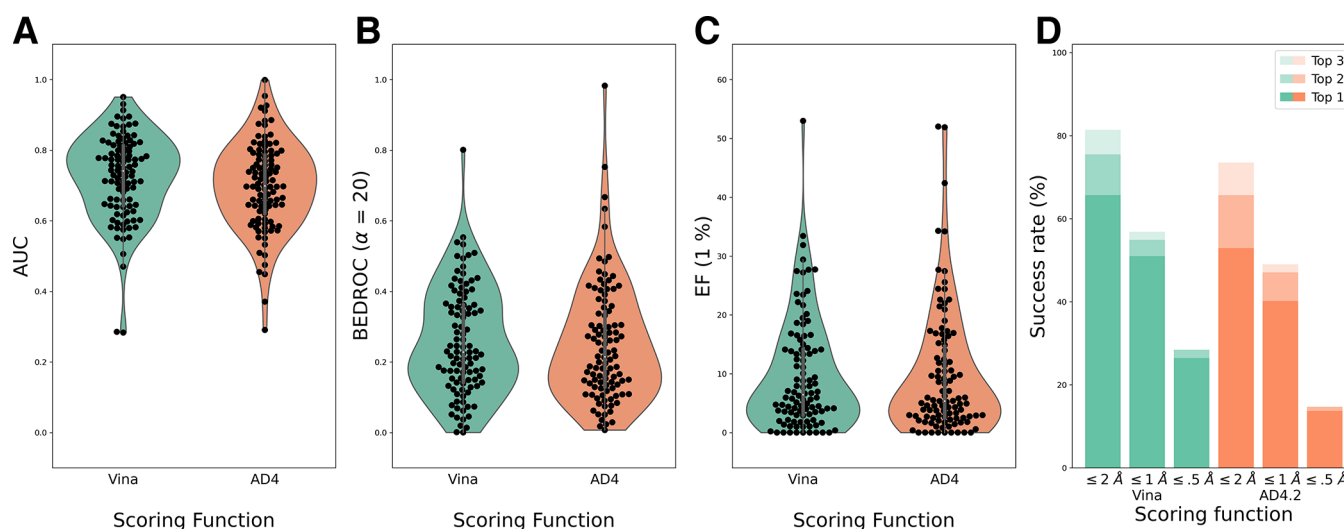 A
B
C
D
AUC
1.0
0.8
0.6
0.4
0.2
0.0
Vina
AD4
Scoring Function
BEDROC (α = 20)
1.0
0.8
0.6
0.4
0.2
0.0
Vina
AD4
Scoring Function
EF (1 %)
60
50
40
30
20
10
0
Vina
AD4
Scoring Function
Success rate (%)
100
80
60
40
20
0
Top 3
Top 2
Top 1
≤ 2 Å ≤ 1 Å ≤ .5 Å ≤ 2 Å ≤ 1 Å ≤ .5 Å
Vina AD4.2
Scoring function